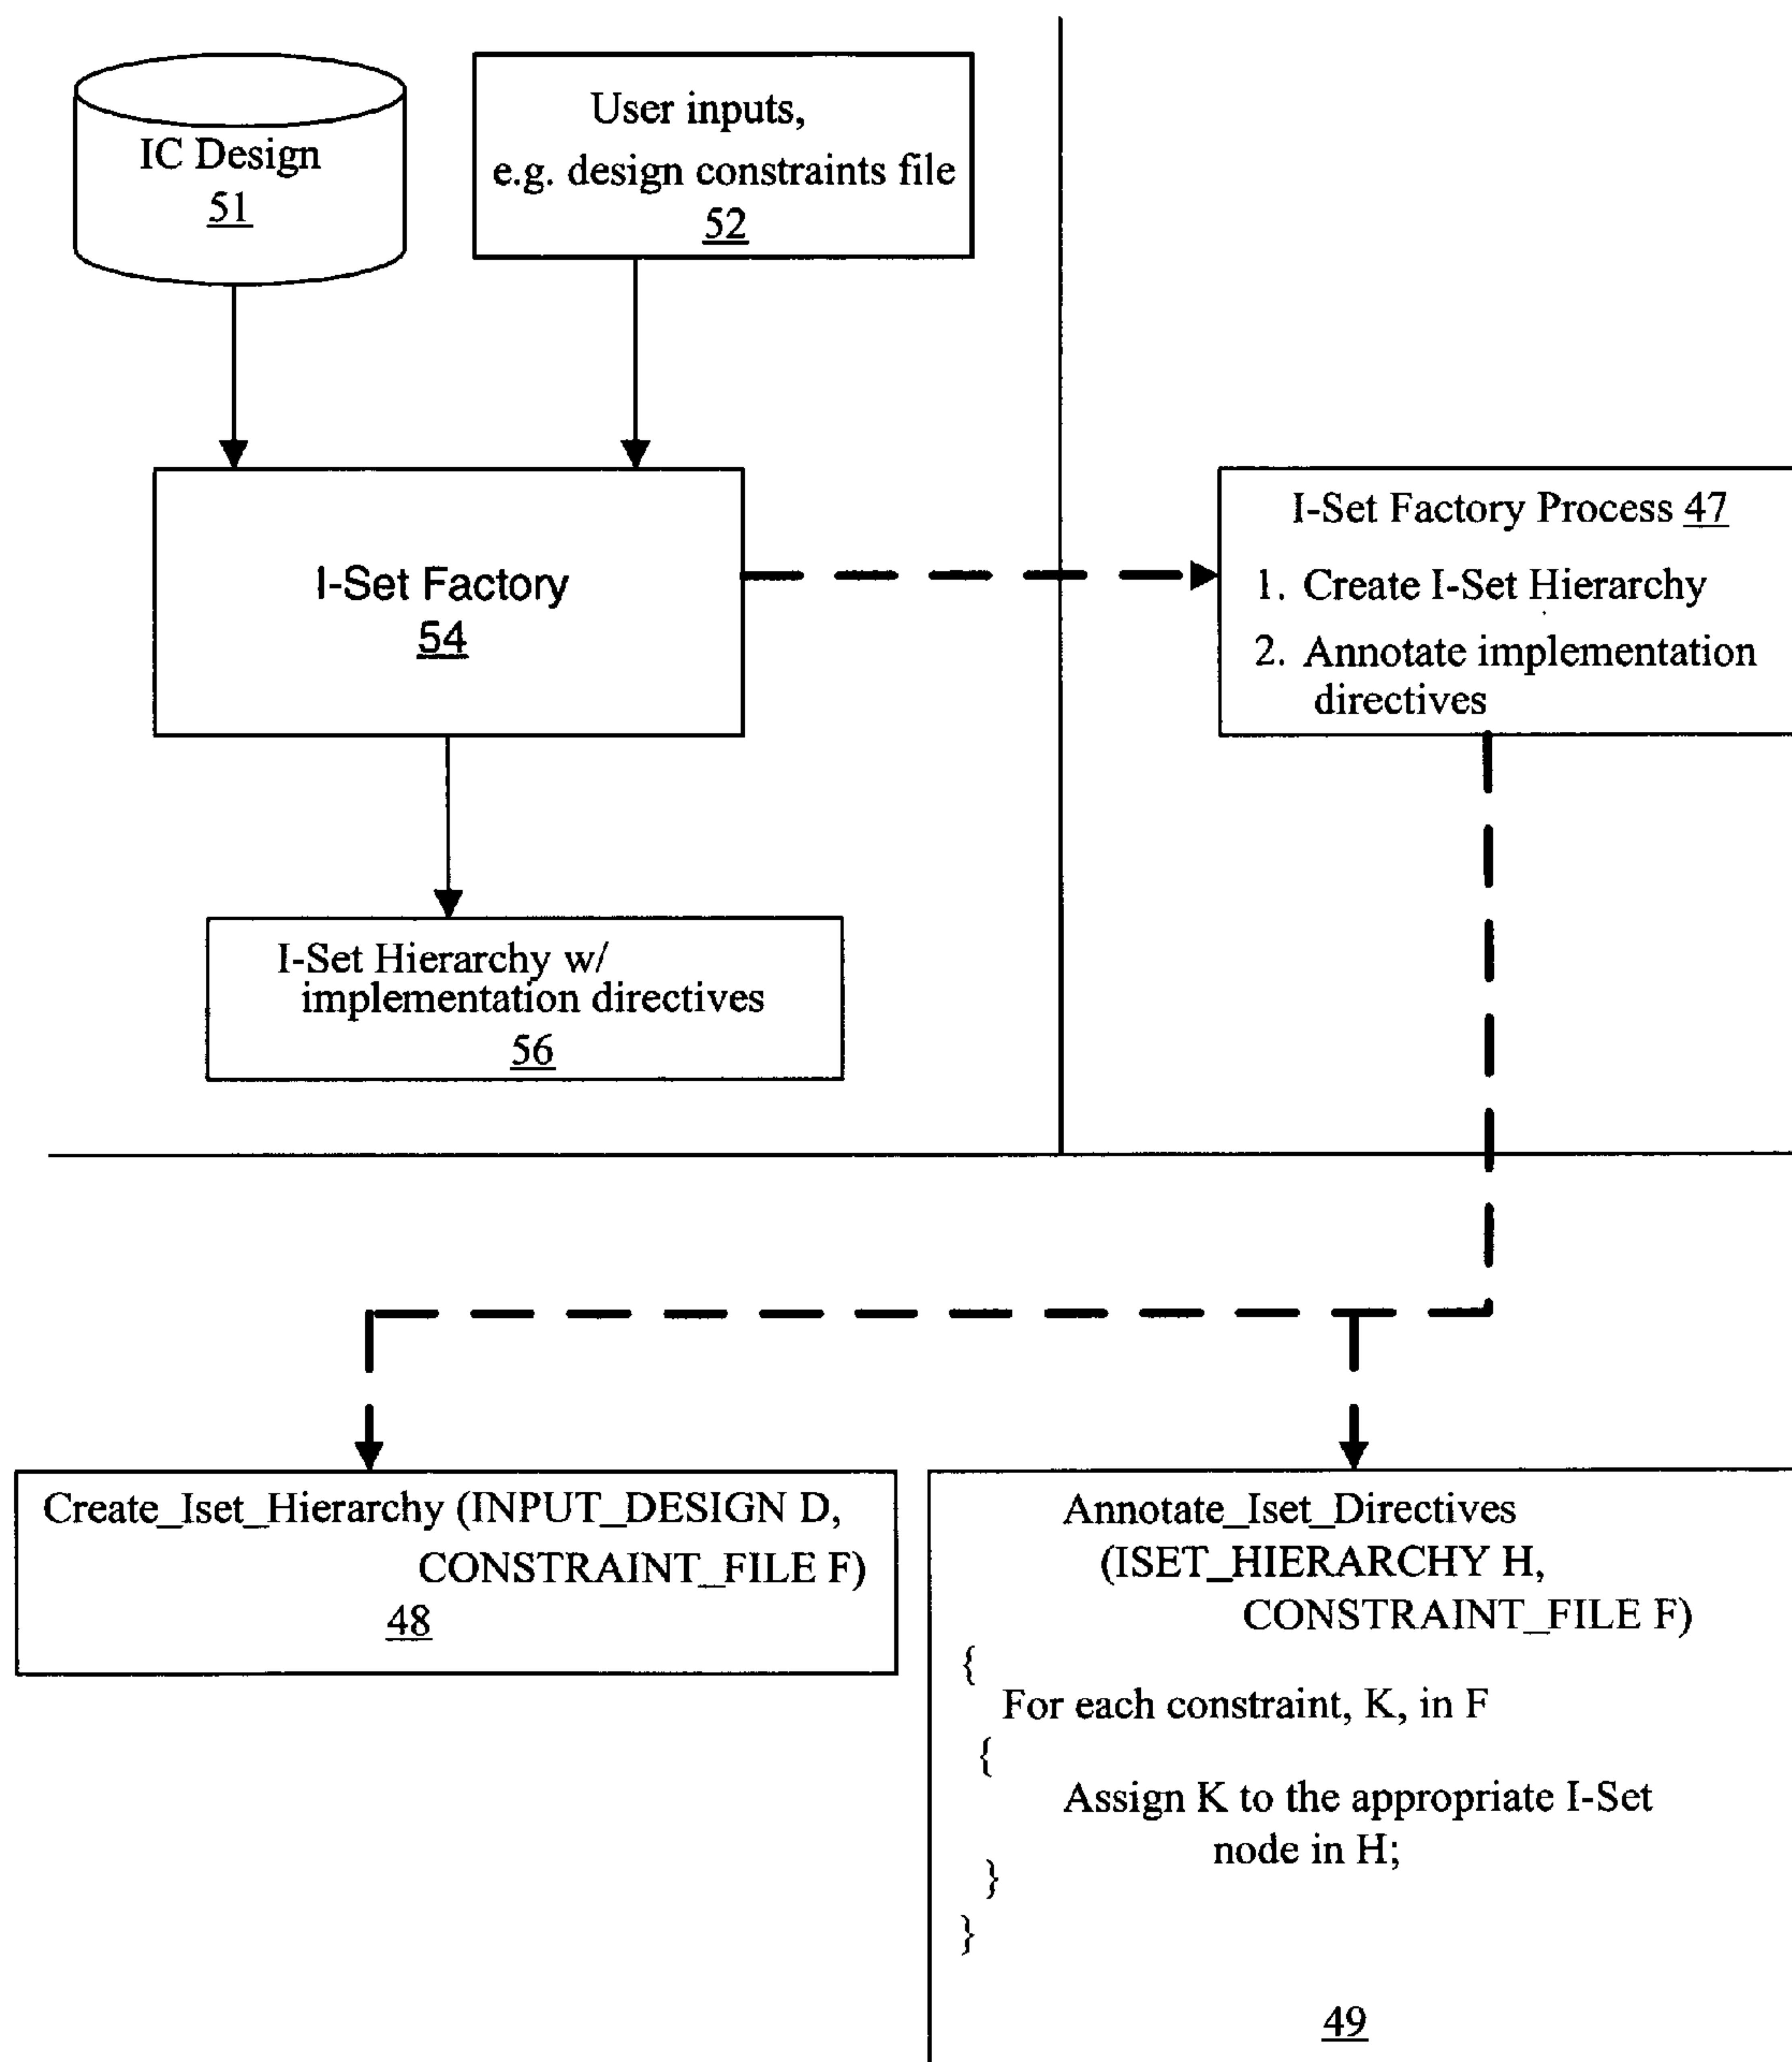 IC Design
51
User inputs,
e.g. design constraints file
52
I-Set Factory
54
I-Set Factory Process 47
1. Create I-Set Hierarchy
2. Annotate implementation
directives
I-Set Hierarchy w/
implementation directives
56
Create_Iset_Hierarchy (INPUT_DESIGN D,
CONSTRAINT_FILE F)
48
Annotate_Iset_Directives
(ISET_HIERARCHY H,
CONSTRAINT_FILE F)
{
For each constraint, K, in F
{
Assign K to the appropriate I-Set
node in H;
}
}
49